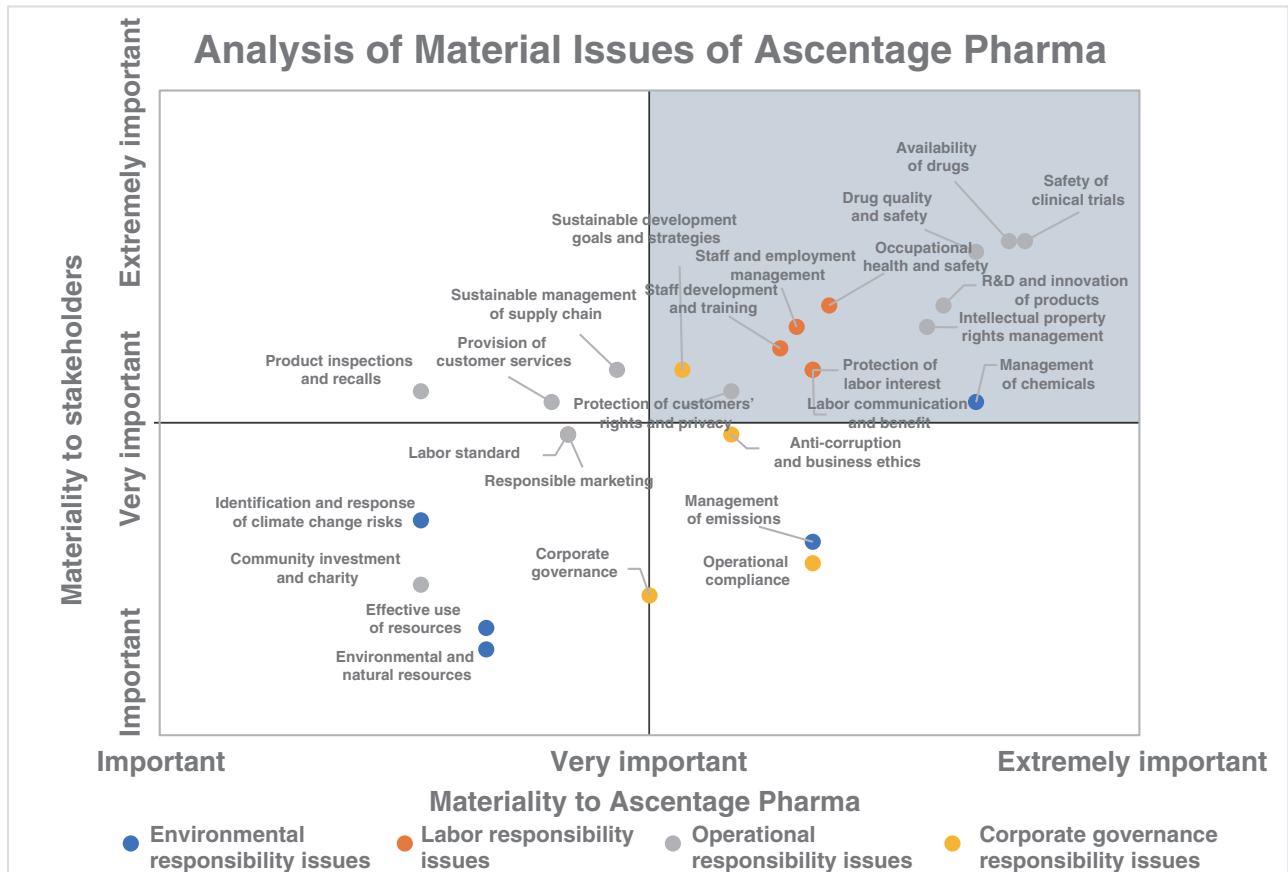 Analysis of Material Issues of Ascentage Pharma
Materiality to stakeholders
Extremely important
Very important
Important
Availability
of drugs
Safety of
clinical trials
Drug quality
and safety
Sustainable development
goals and strategies
Occupational
health and safety
Staff and employment
management
R&D and innovation
of products
Staff development
and training
Sustainable management
of supply chain
Intellectual property
rights management
Provision of
customer services
Product inspections
and recalls
Protection of
labor interest
Management
of chemicals
Protection of customers’
rights and privacy
Labor communication
and benefit
Labor standard
Anti-corruption
and business ethics
Responsible marketing
Identification and response
of climate change risks
Management
of emissions
Corporate
governance
Community investment
and charity
Operational
compliance
Effective use
of resources
Environmental and
natural resources
Important
Very important
Extremely important
Materiality to Ascentage Pharma
Environmental
responsibility issues
Labor responsibility
issues
Operational
responsibility issues
Corporate governance
responsibility issues